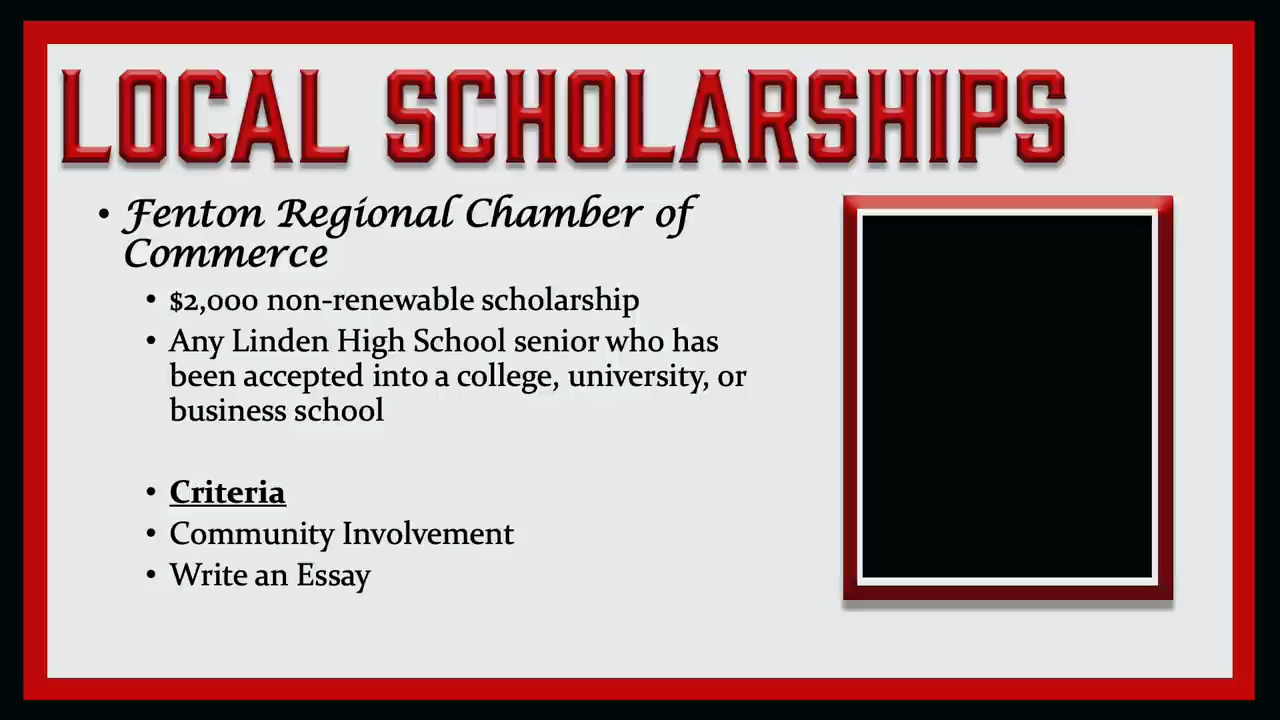 LOCAL SCHOLARSHIPS
• Fenton Regional Chamber of
Commerce
• $2,000 non-renewable scholarship
• Any Linden High School senior who has
been accepted into a college, university, or
business school
• Criteria
• Community Involvement
• Write an Essay